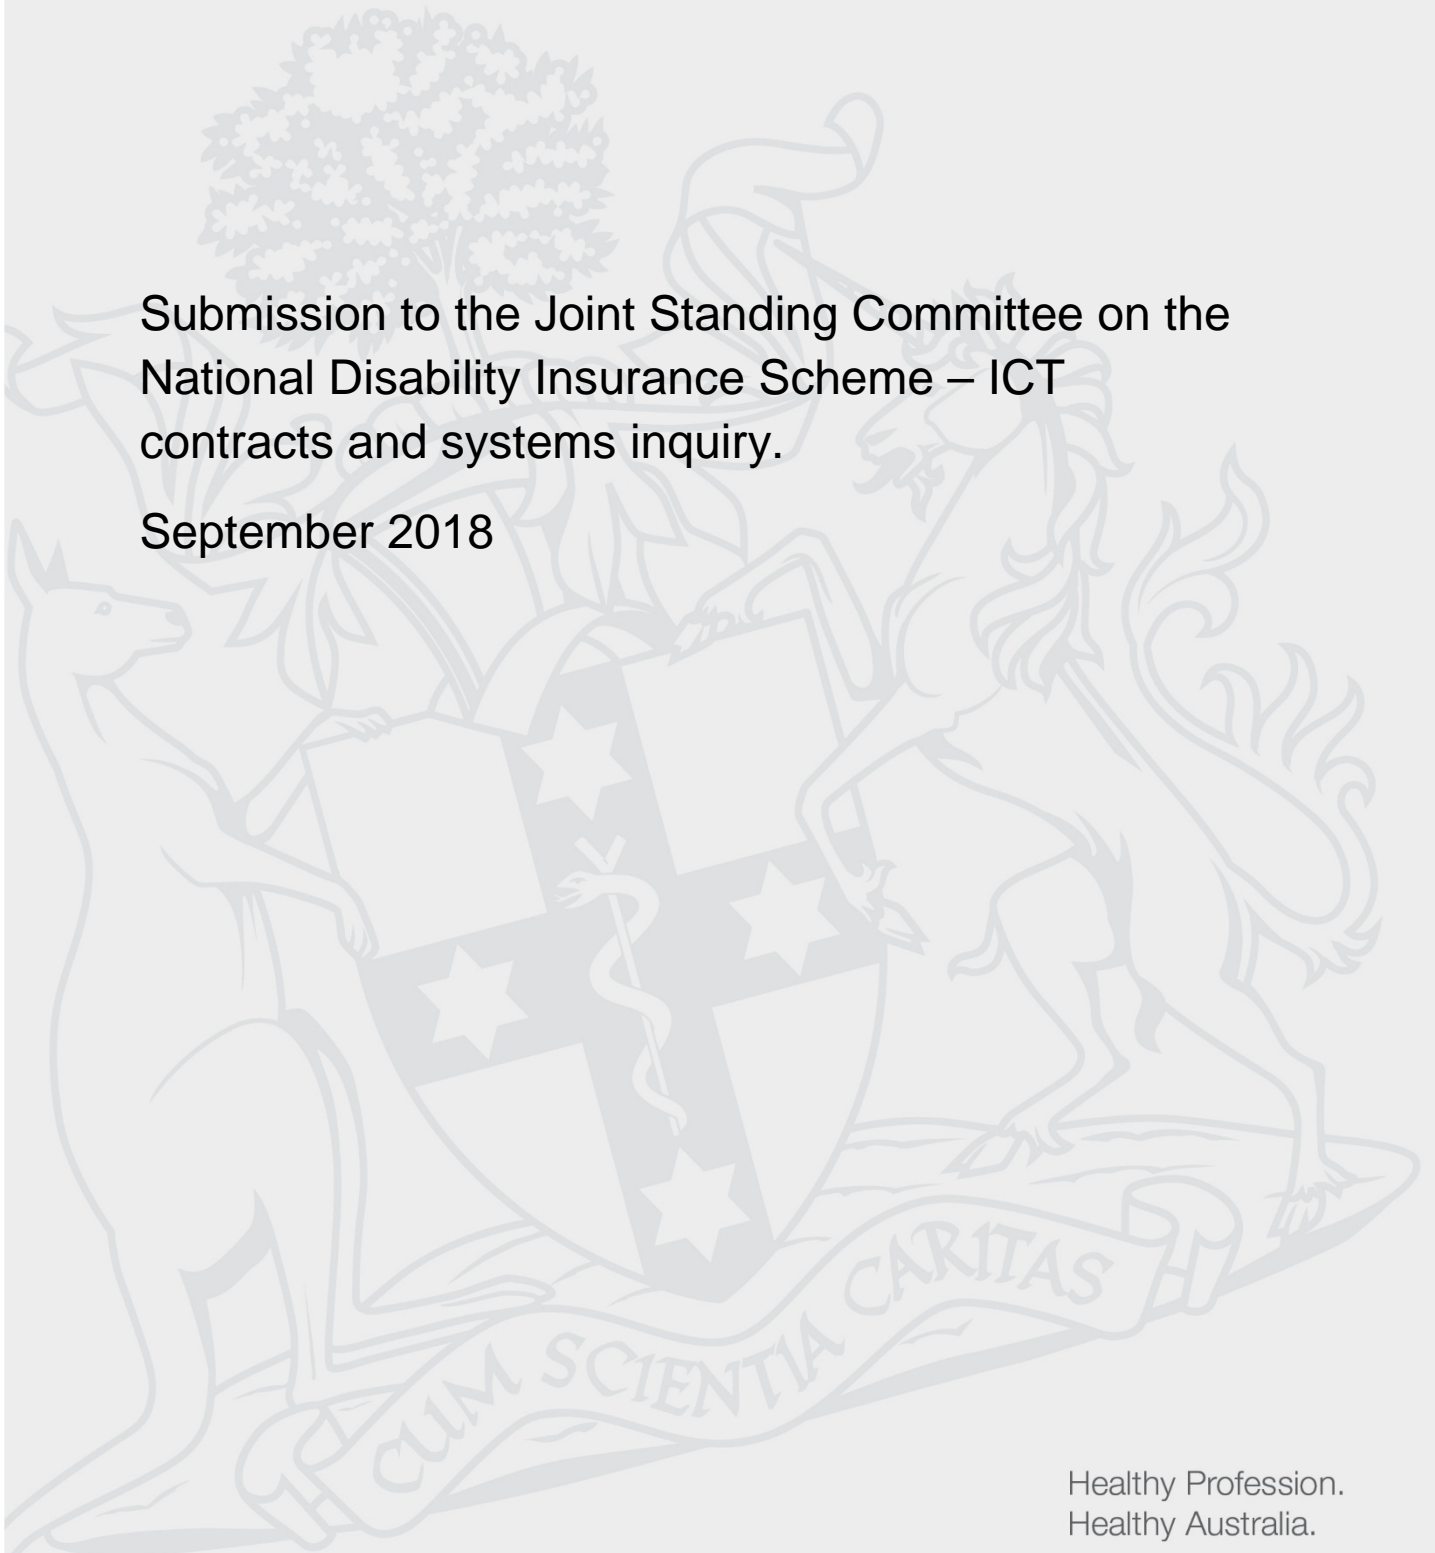 Submission to the Joint Standing Committee on the
National Disability Insurance Scheme – ICT
contracts and systems inquiry.
September 2018
CUM SCIENTIA CARITAS
Healthy Profession.
Healthy Australia.